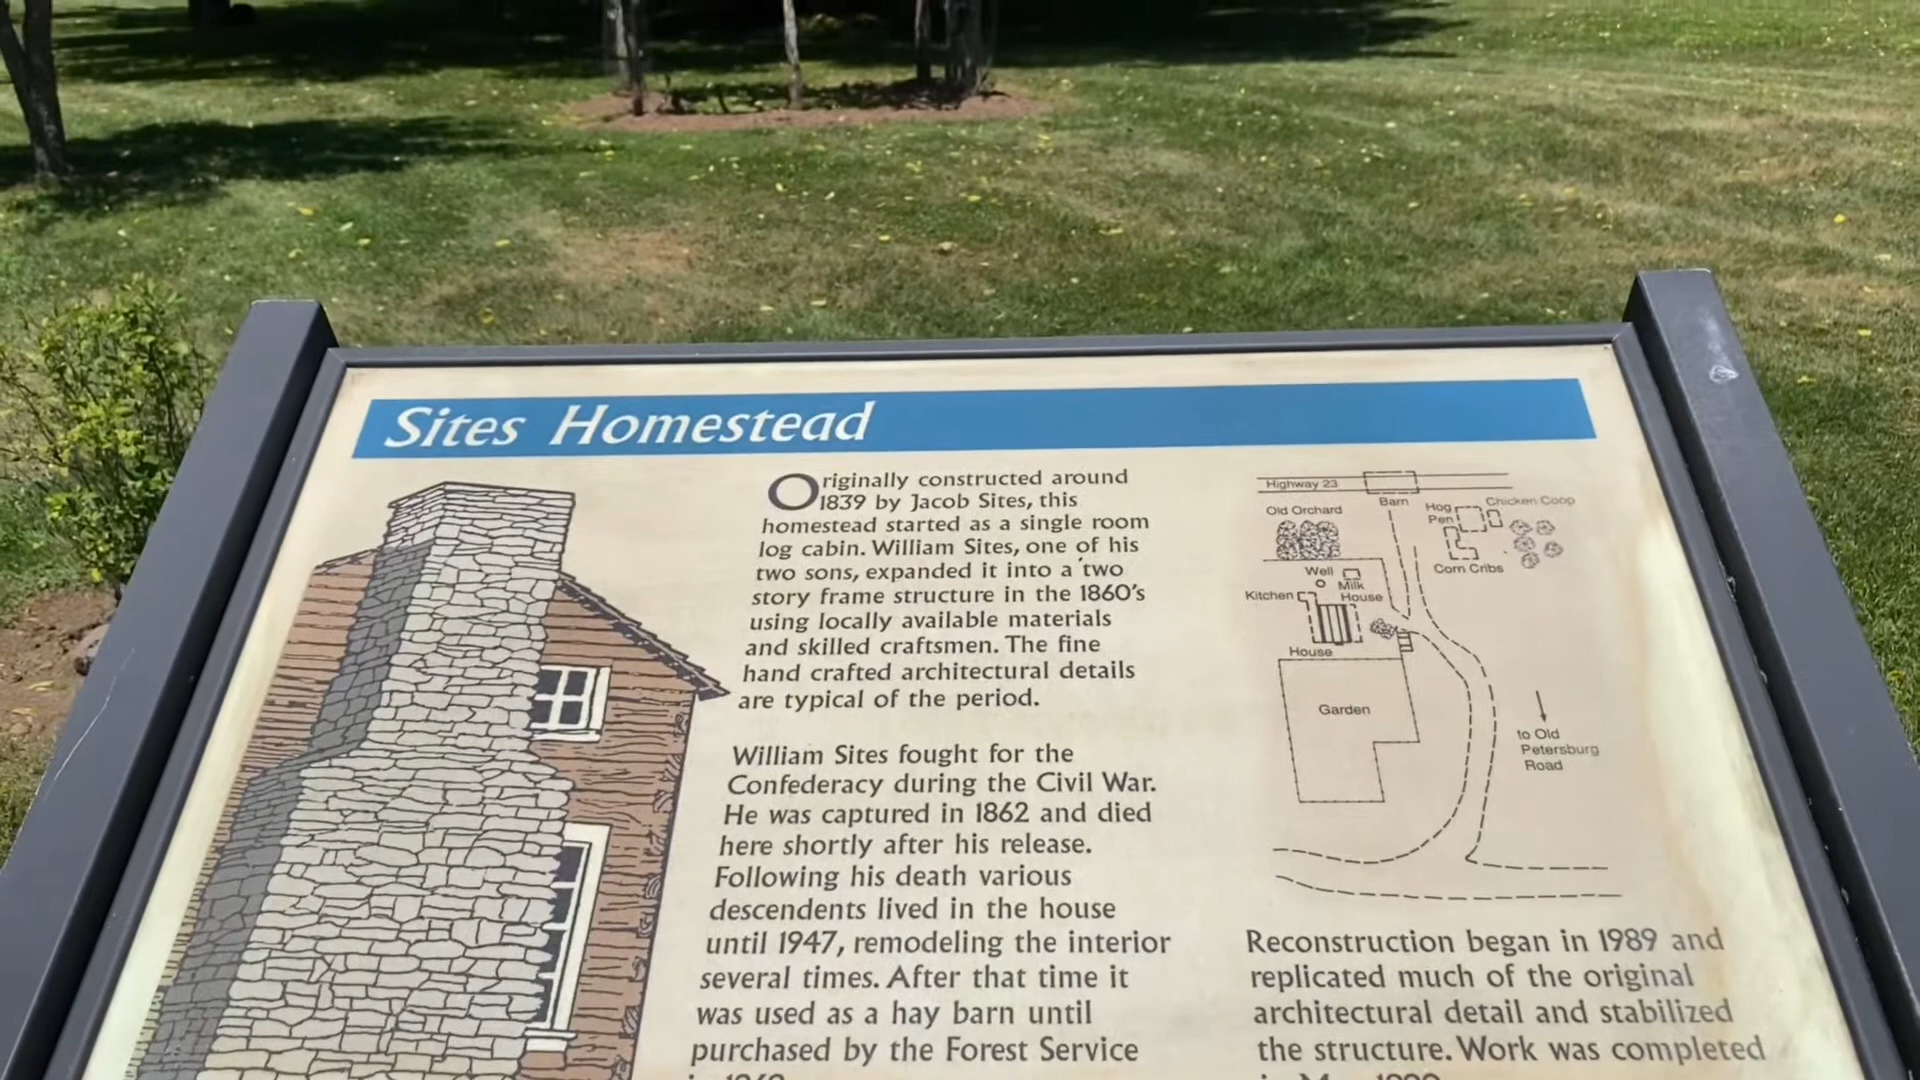 Sites Homestead
Originally constructed around
1839 by Jacob Sites, this
homestead started as a single room
log cabin. William Sites, one of his
two sons, expanded it into a two
story frame structure in the 1860's
using locally available materials
and skilled craftsmen. The fine
hand crafted architectural details
are typical of the period.
William Sites fought for the
Confederacy during the Civil War.
He was captured in 1862 and died
here shortly after his release.
Following his death various
descendents lived in the house
until 1947, remodeling the interior
several times. After that time it
was used as a hay barn until
purchased by the Forest Service
Highway 23
Barn
Hog
Pen
Chicken Coop
Old Orchard
Corn Cribs
Well
Milk
House
Kitchen
House
Garden
to Old
Petersburg
Road
Reconstruction began in 1989 and
replicated much of the original
architectural detail and stabilized
the structure. Work was completed